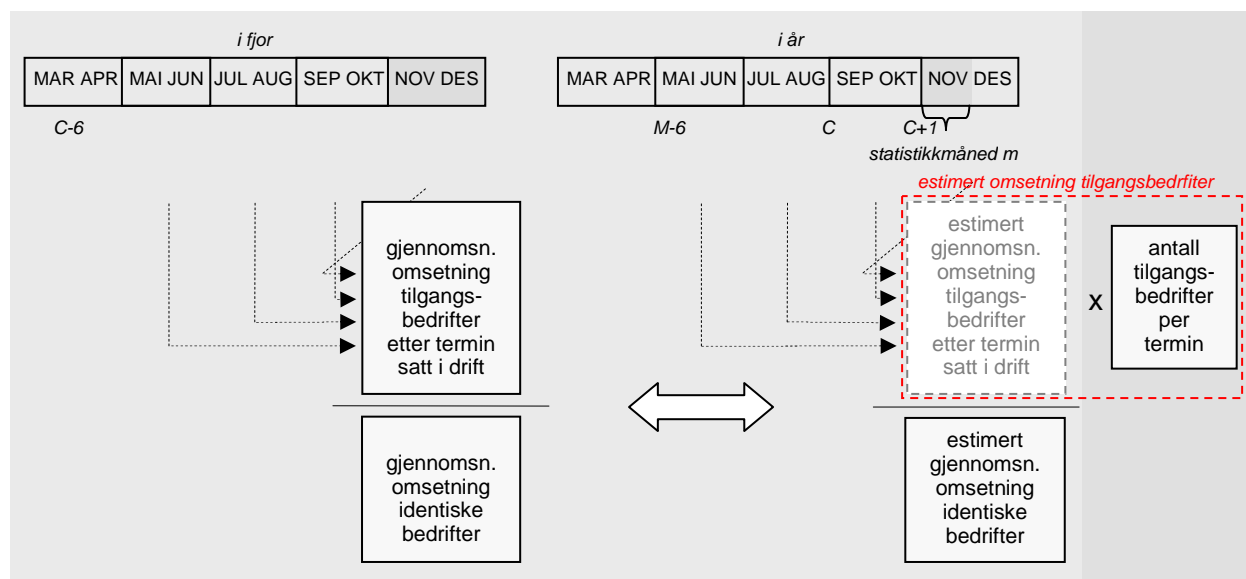 i fjor
MAR APR MAI JUN JUL AUG SEP OKT NOV DES
C-6
i år
MAR APR MAI JUN JUL AUG SEP OKT NOV DES
M-6 C C+1
statistikkmåned m
estimert omsetning tilgangsbedrfiter
gjennomsn.
omsetning
tilgangs-
bedrifter
etter termin
satt i drift
gjennomsn.
omsetning
identiske
bedrifter
estimert
gjennomsn.
omsetning
tilgangs-
bedrifter
etter termin
satt i drift
x
antall
tilgangs-
bedrifter
per
termin
estimert
gjennomsn.
omsetning
identiske
bedrifter